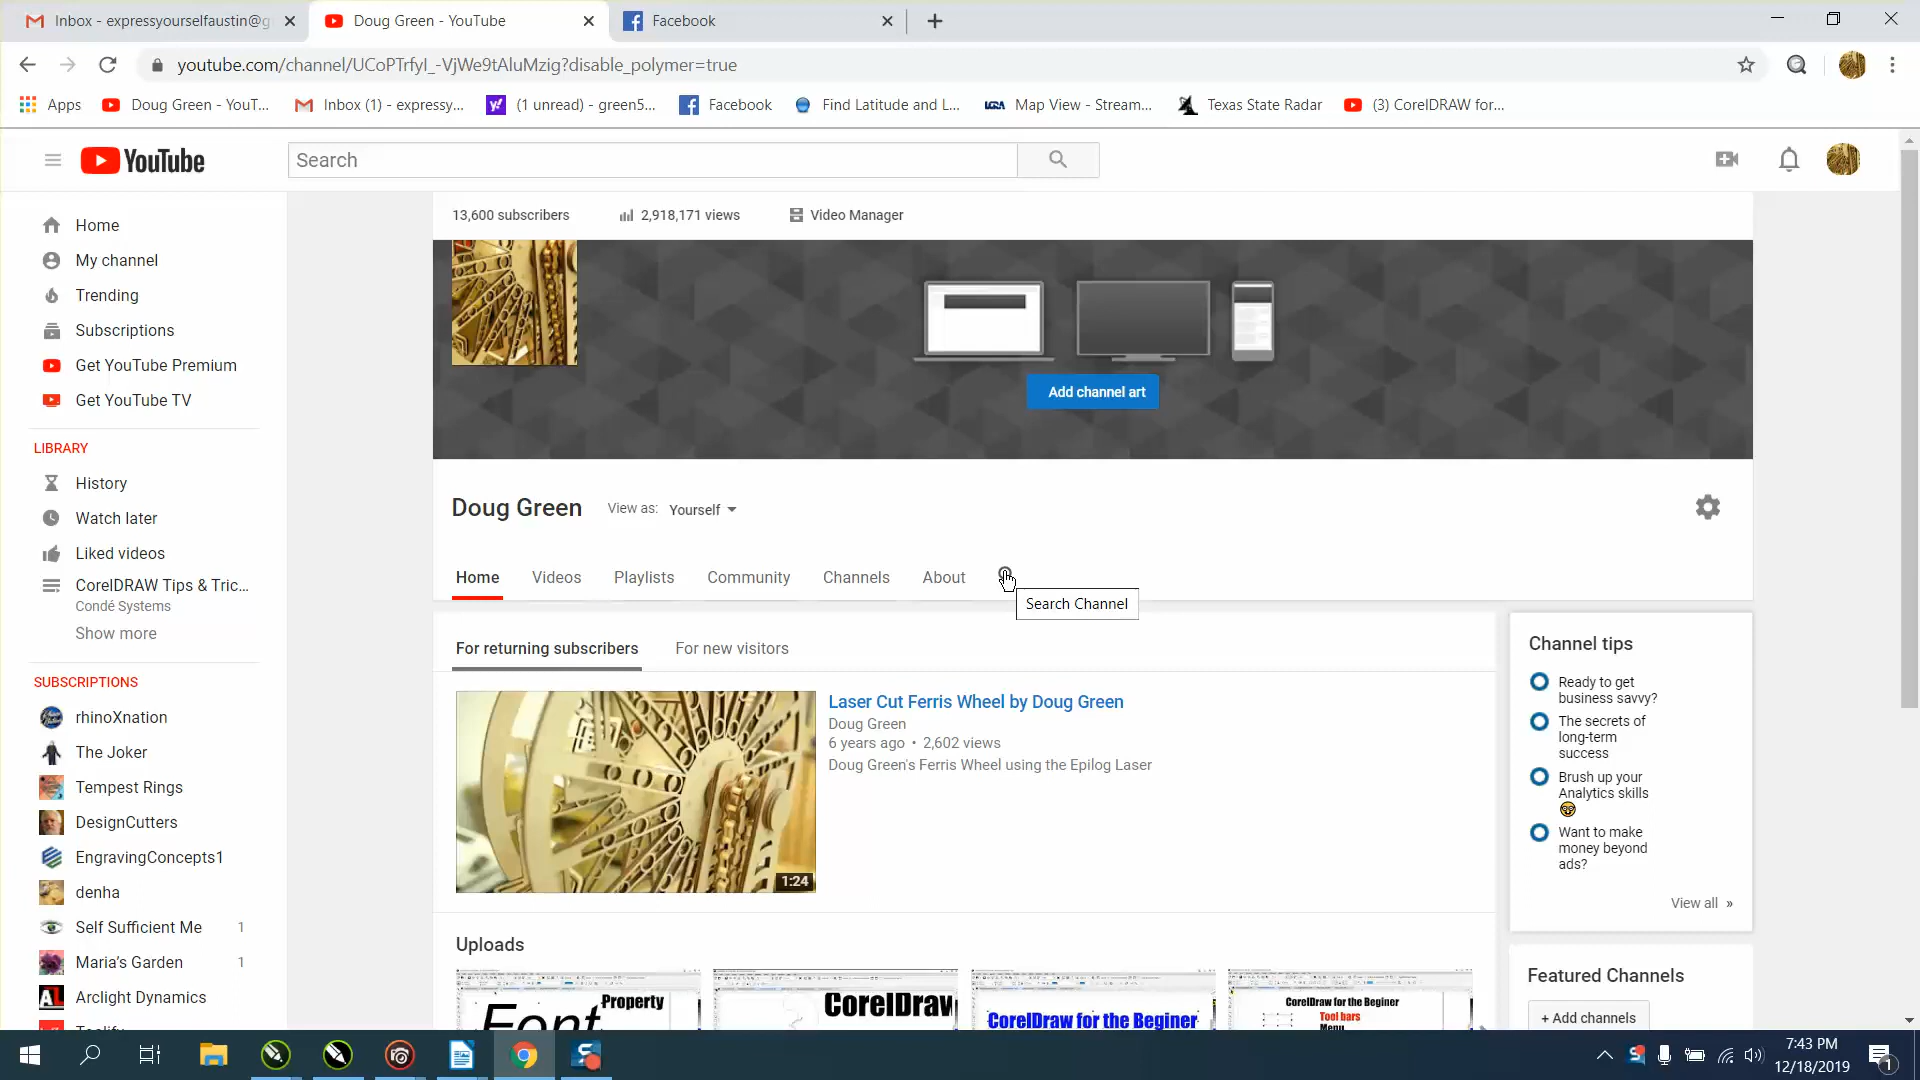 Inbox - expressyourselfaustin@g
Doug Green - YouTube
Facebook
youtube.com/channel/UCoPTrfyI_-VjWe9tAluMzig?disable_polymer=true
Apps
Doug Green - YouT...
Inbox (1) - expressy...
(1 unread) - green5...
Facebook
Find Latitude and L...
Map View - Stream...
Texas State Radar
(3) CorelDRAW for...
YouTube
Search
13,600 subscribers
2,918,171 views
Video Manager
Home
My channel
Trending
Subscriptions
Get YouTube Premium
Get YouTube TV
LIBRARY
History
Watch later
Liked videos
CorelDRAW Tips & Tric...
Condé Systems
Show more
SUBSCRIPTIONS
rhinoXnation
The Joker
Tempest Rings
DesignCutters
EngravingConcepts1
denha
Self Sufficient Me 1
Maria's Garden 1
Arclight Dynamics
Add channel art
Doug Green
View as: Yourself
Home
Videos
Playlists
Community
Channels
About
Search Channel
For returning subscribers
For new visitors
Laser Cut Ferris Wheel by Doug Green
Doug Green
6 years ago • 2,602 views
Doug Green's Ferris Wheel using the Epilog Laser
1:24
Uploads
Property
Font
CorelDraw
CorelDraw for the Beginer
CorelDraw for the Beginer
Tool bars
Menu
Channel tips
Ready to get
business savvy?
The secrets of
long-term
success
Brush up your
Analytics skills
Want to make
money beyond
ads?
View all »
Featured Channels
+ Add channels
7:43 PM
12/18/2019
1